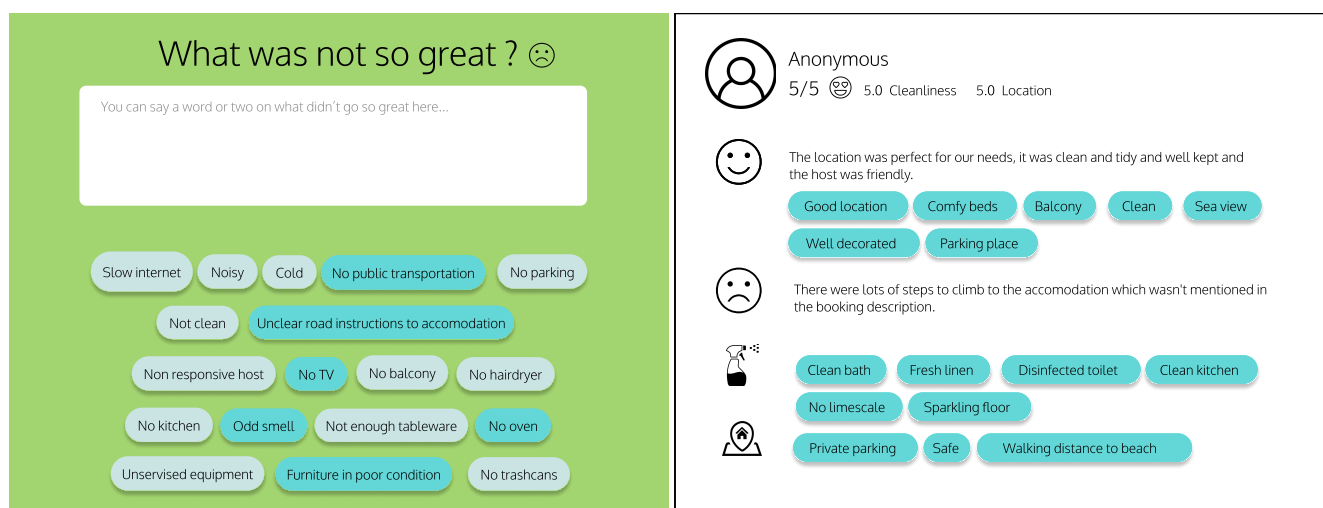 What was not so great ?
You can say a word or two on what didn't go so great here...
Slow internet Noisy Cold No public transportation No parking
Not clean Unclear road instructions to accomodation
Non responsive host No TV No balcony No hairdryer
No kitchen Odd smell Not enough tableware No oven
Unservised equipment Furniture in poor condition No trashcans
Anonymous
5/5 5.0 Cleanliness 5.0 Location
The location was perfect for our needs, it was clean and tidy and well kept and
the host was friendly.
Good location Comfy beds Balcony Clean Sea view
Well decorated Parking place
There were lots of steps to climb to the accomodation which wasn't mentioned in
the booking description.
Clean bath Fresh linen Disinfected toilet Clean kitchen
No limescale Sparkling floor
Private parking Safe Walking distance to beach